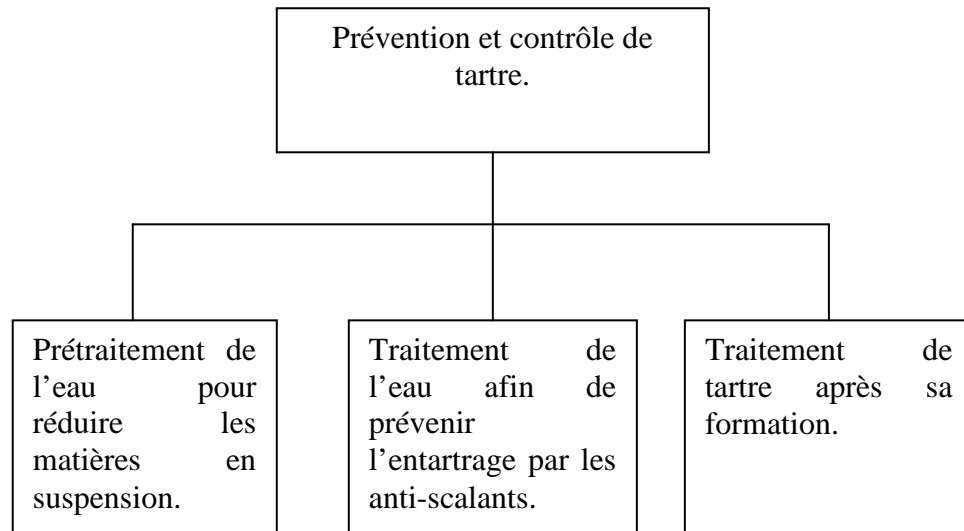 Prévention et contrôle de
tartre.
Prétraitement de
l’eau pour
réduire les
matières en
suspension.
Traitement de
l’eau afin de
prévenir
l’entartrage par les
anti-scalants.
Traitement de
tartre après sa
formation.